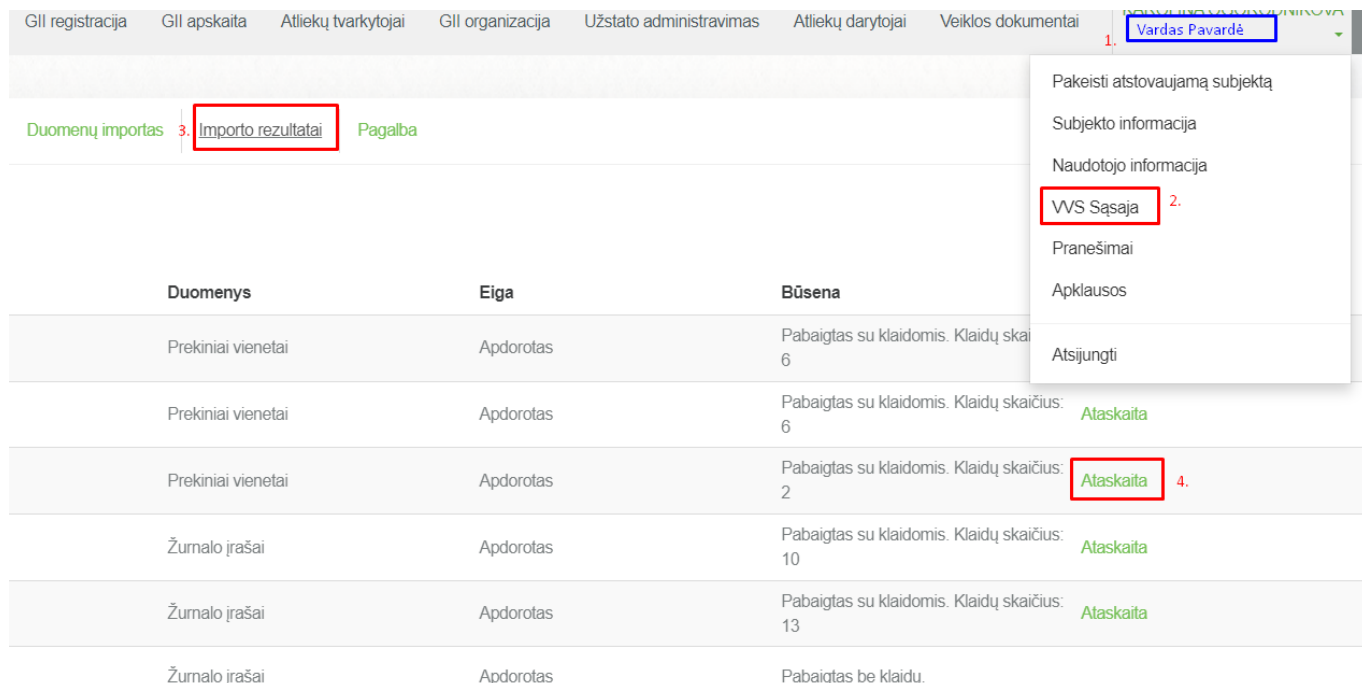 GII registracija GII apskaita Atliekų tvarkytojai GII organizacija Užstato administravimas Atliekų darytojai Veiklos dokumentai
1. Vardas Pavardė
Pakeisti atstovaujamą subjektą
Subjekto informacija
Naudotojo informacija
VVS Sąsaja 2.
Pranešimai
Apklausos
Atsijungti
Duomenų importas 3. Importo rezultatai Pagalba
Duomenys Eiga Būsena
Prekiniai vienetai Apdorotas Pabaigtas su klaidomis. Klaidų skai
6
Prekiniai vienetai Apdorotas Pabaigtas su klaidomis. Klaidų skaičius: Ataskaita
6
Prekiniai vienetai Apdorotas Pabaigtas su klaidomis. Klaidų skaičius: Ataskaita 4.
2
Žurnalo įrašai Apdorotas Pabaigtas su klaidomis. Klaidų skaičius: Ataskaita
10
Žurnalo įrašai Apdorotas Pabaigtas su klaidomis. Klaidų skaičius: Ataskaita
13
Žurnalo įrašai Apdorotas Pabaigtas be klaidų.